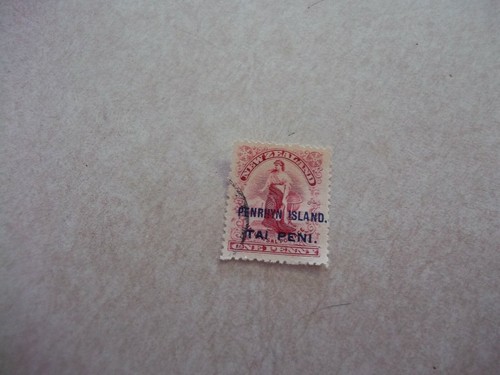 NEW ZEALAND
PENRHYN ISLAND.
TAI PENI.
ONE PENNY